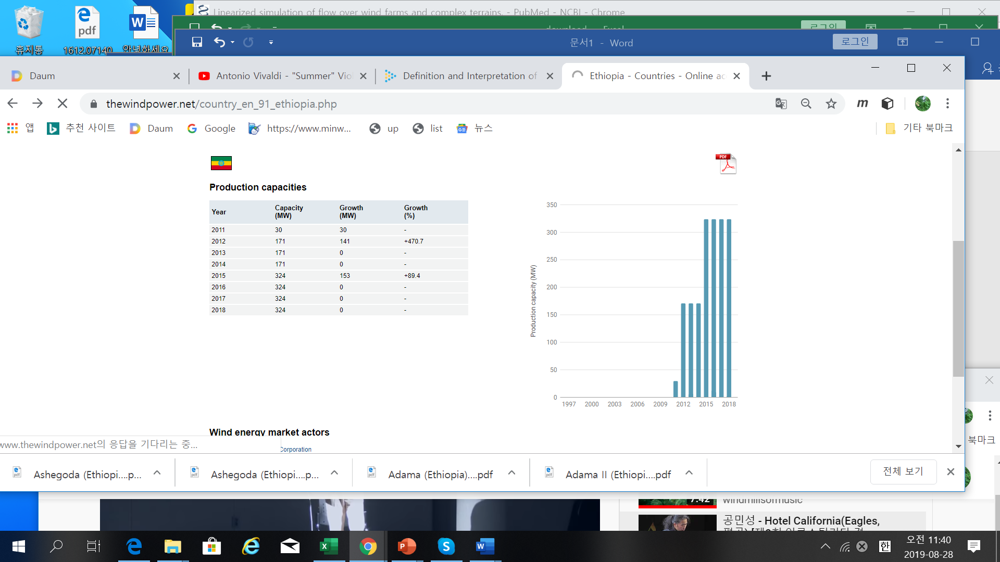 Linearized simulation of flow over wind farms and complex terrains. - PubMed - NCBI - Chrome
휴지통
1612.07140
안녕하세요
로그인
문서1 - Word
로그인
Daum
Antonio Vivaldi - "Summer" Viol
Definition and Interpretation of
Ethiopia - Countries - Online ac
thewindpower.net/country_en_91_ethiopia.php
m
앱
추천 사이트
Daum
Google
https://www.minw...
up
list
뉴스
기타 북마크
PDF
Production capacities
Year Capacity (MW) Growth (MW) Growth (%)
2011 30 30 -
2012 171 141 +470.7
2013 171 0 -
2014 171 0 -
2015 324 153 +89.4
2016 324 0 -
2017 324 0 -
2018 324 0 -
Production capacity (MW)
350
300
250
200
150
100
50
0
1997 2000 2003 2006 2009 2012 2015 2018
Wind energy market actors
Corporation
www.thewindpower.net의 응답을 기다리는 중...
북마크
Ashegoda (Ethiopi....p...
Ashegoda (Ethiopi....p...
Adama (Ethiopia)....pdf
Adama II (Ethiopi....pdf
전체 보기
7:42
windmillsofmusic
공민성 - Hotel California(Eagles,
한
오전 11:40
2019-08-28